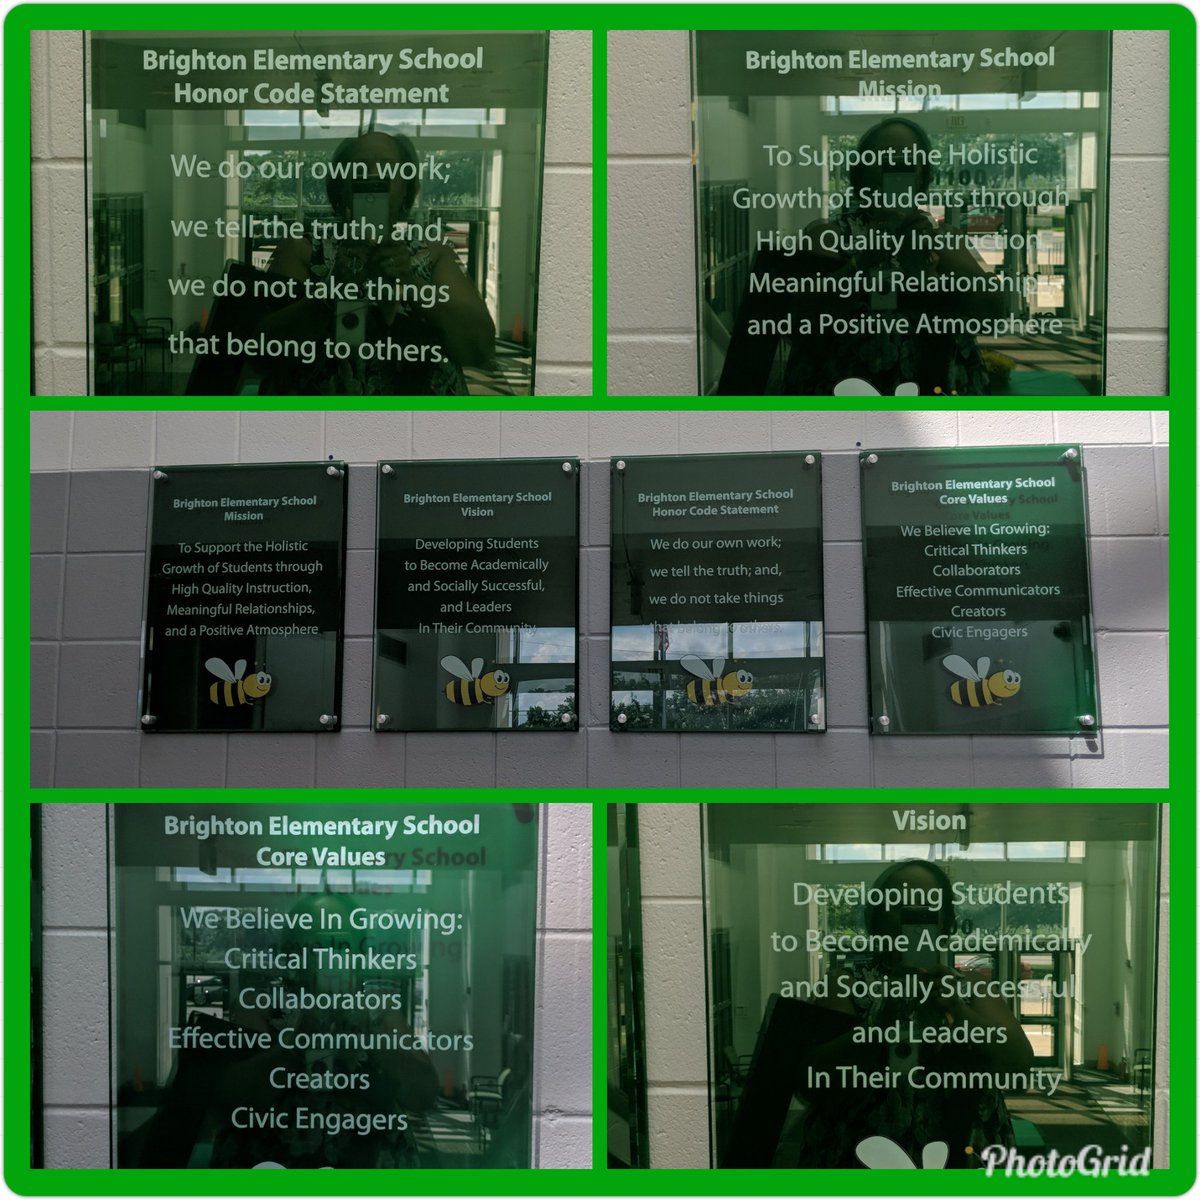 Brighton Elementary School
Honor Code Statement
We do our own work;
we tell the truth; and,
we do not take things
that belong to others.
Brighton Elementary School
Mission
To Support the Holistic
Growth of Students through
High Quality Instruction,
Meaningful Relationships,
and a Positive Atmosphere
Brighton Elementary School
Mission
To Support the Holistic
Growth of Students through
High Quality Instruction,
Meaningful Relationships,
and a Positive Atmosphere
Brighton Elementary School
Vision
Developing Students
to Become Academically
and Socially Successful,
and Leaders
In Their Community
Brighton Elementary School
Honor Code Statement
We do our own work;
we tell the truth; and,
we do not take things
that belong to others.
Brighton Elementary School
Core Values
We Believe In Growing:
Critical Thinkers
Collaborators
Effective Communicators
Creators
Civic Engagers
Brighton Elementary School
Core Values
We Believe In Growing:
Critical Thinkers
Collaborators
Effective Communicators
Creators
Civic Engagers
Vision
Developing Students
to Become Academically
and Socially Successful
and Leaders
In Their Community
PhotoGrid